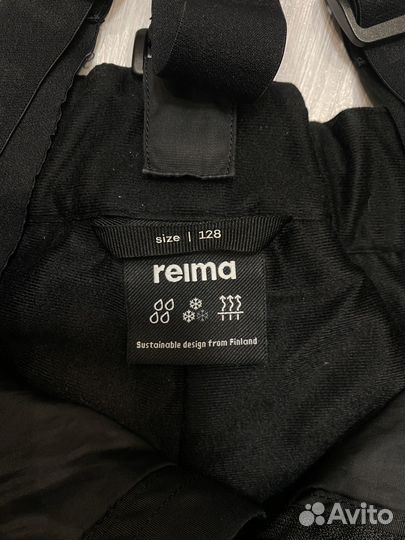 size | 128
reima
Sustainable design from Finland
Avito